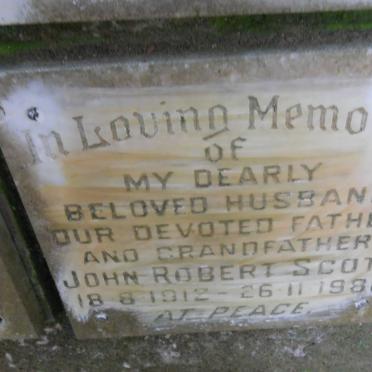 In Loving Memo
of
MY DEARLY
BELOVED HUSBAN
OUR DEVOTED FATHE
AND GRANDFATHER
JOHN ROBERT SCOT
18·8·1912-26·11·198
AT PEACE